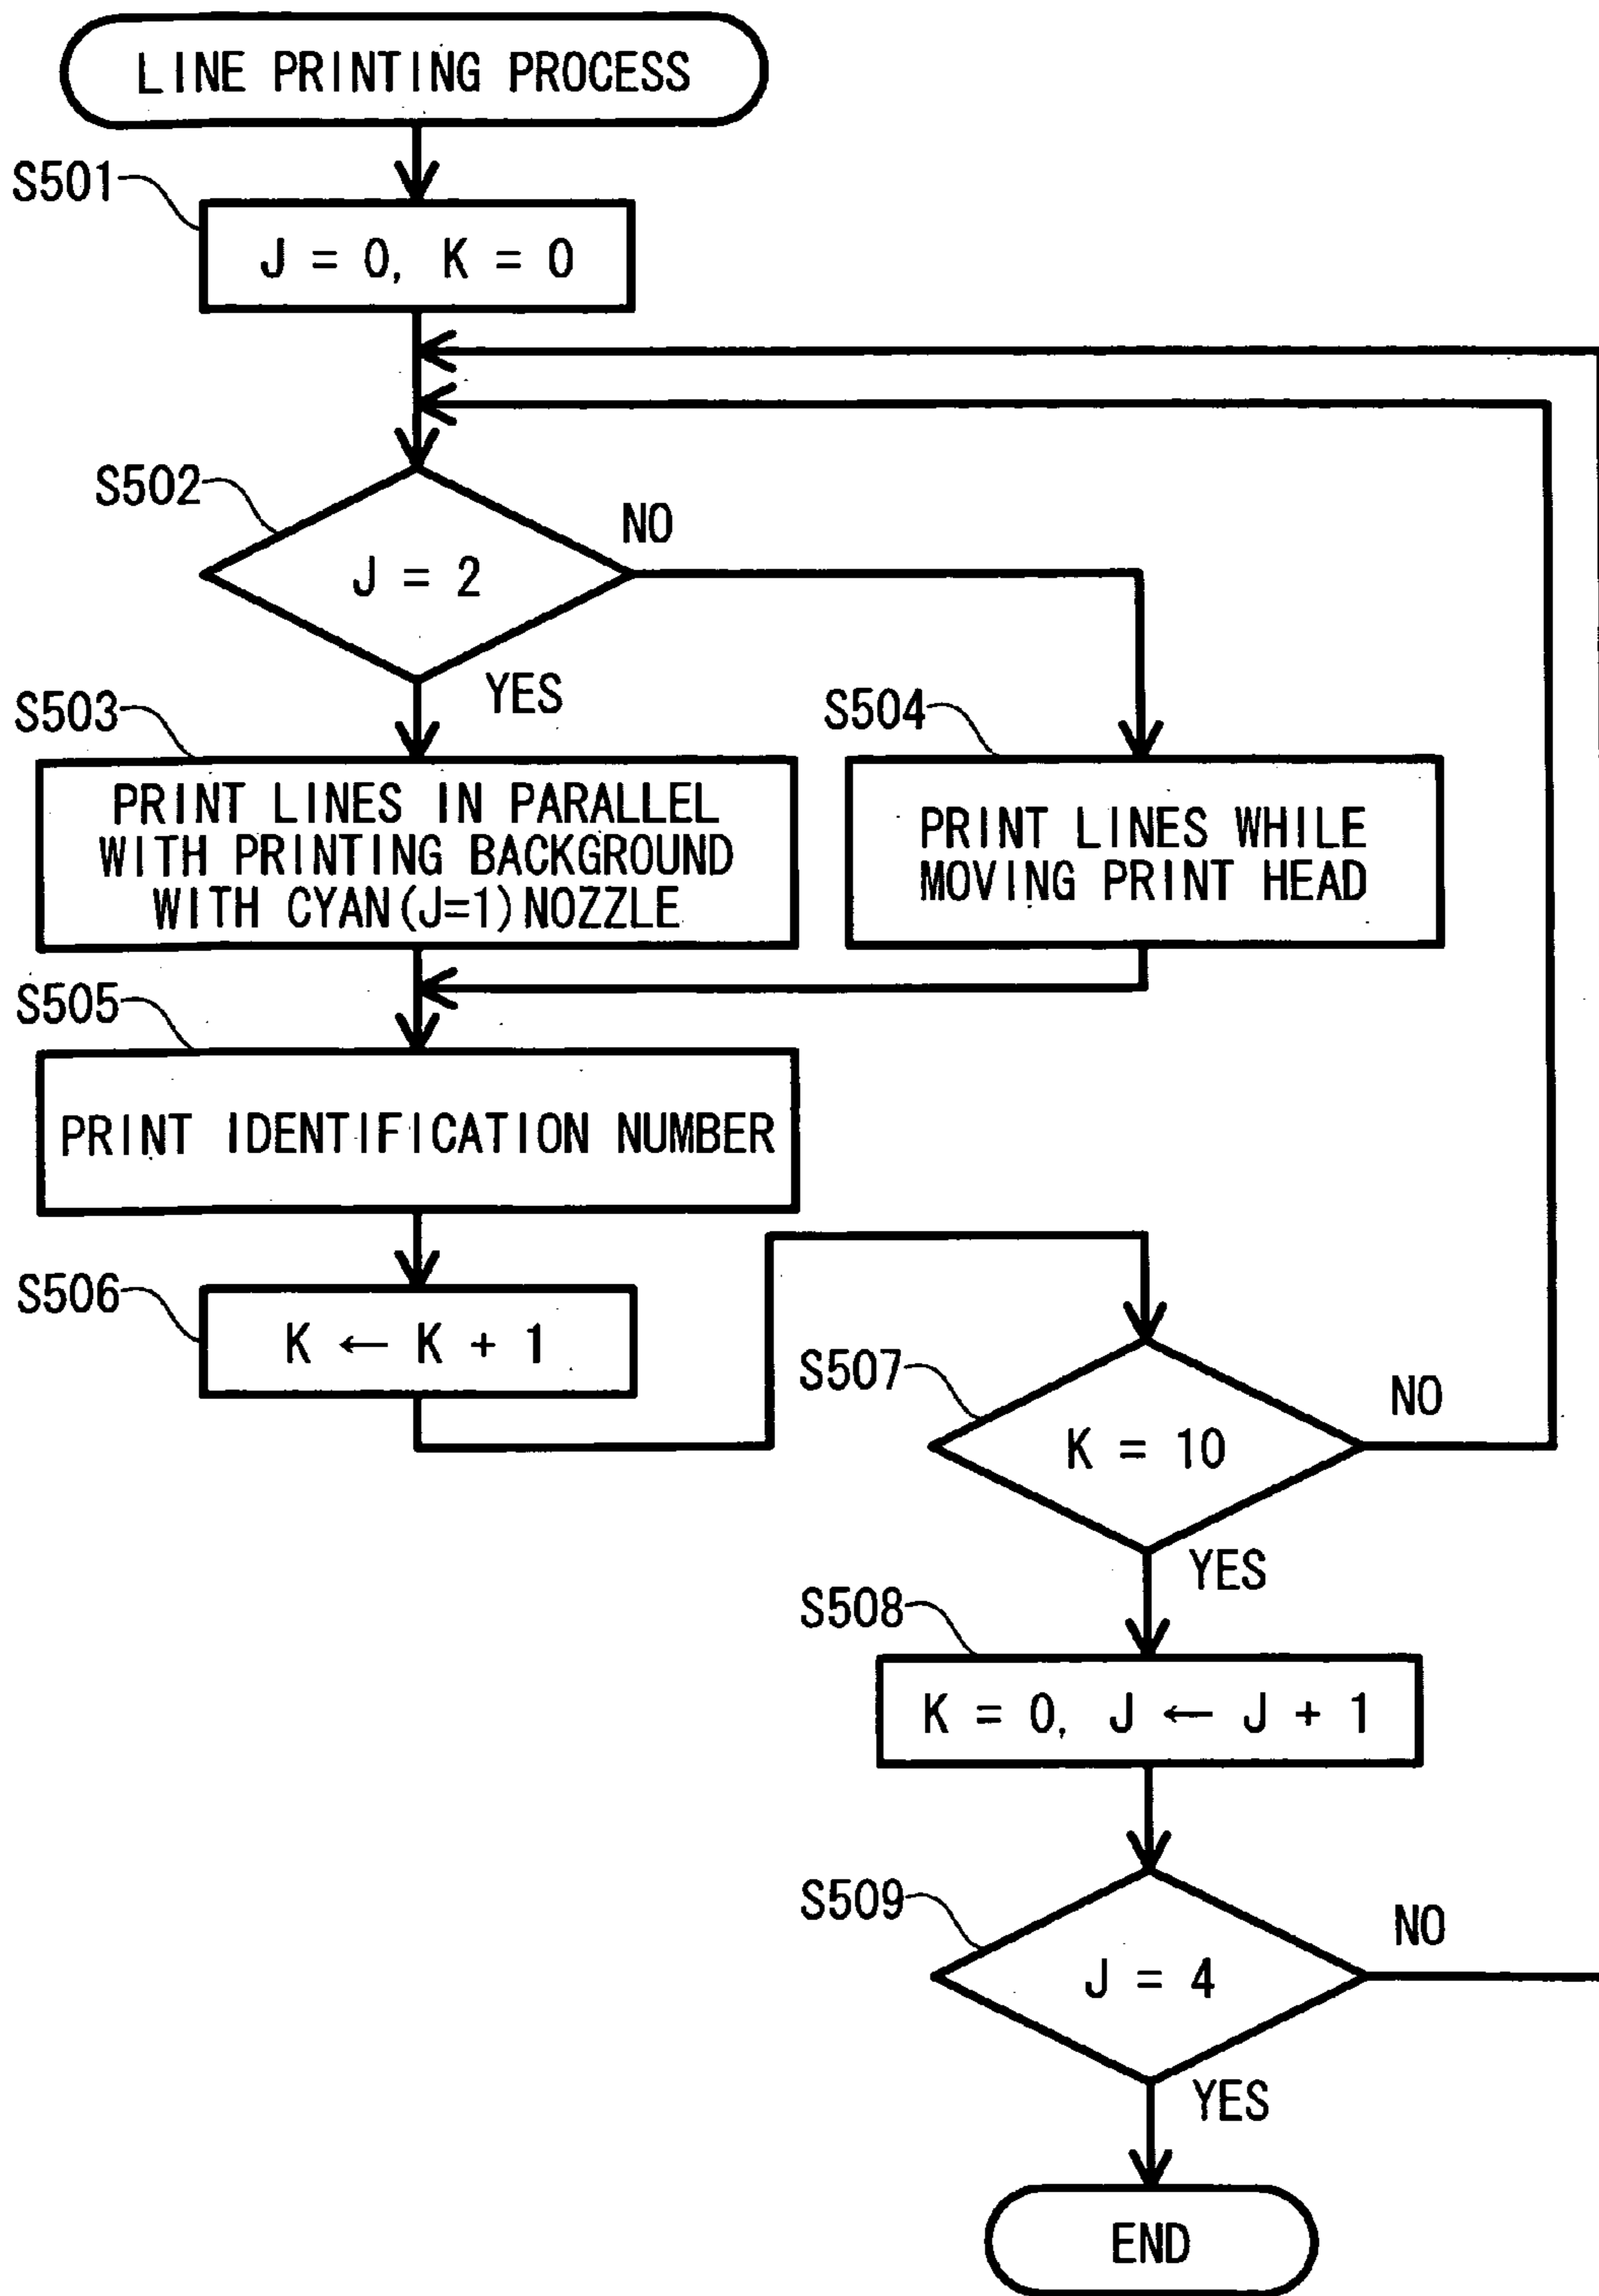 LINE PRINTING PROCESS
S501
J = 0, K = 0
S502
J = 2
NO
YES
S503
PRINT LINES IN PARALLEL
WITH PRINTING BACKGROUND
WITH CYAN(J=1)NOZZLE
S504
PRINT LINES WHILE
MOVING PRINT HEAD
S505
PRINT IDENTIFICATION NUMBER
S506
K ← K + 1
S507
K = 10
NO
YES
S508
K = 0, J ← J + 1
S509
J = 4
NO
YES
END